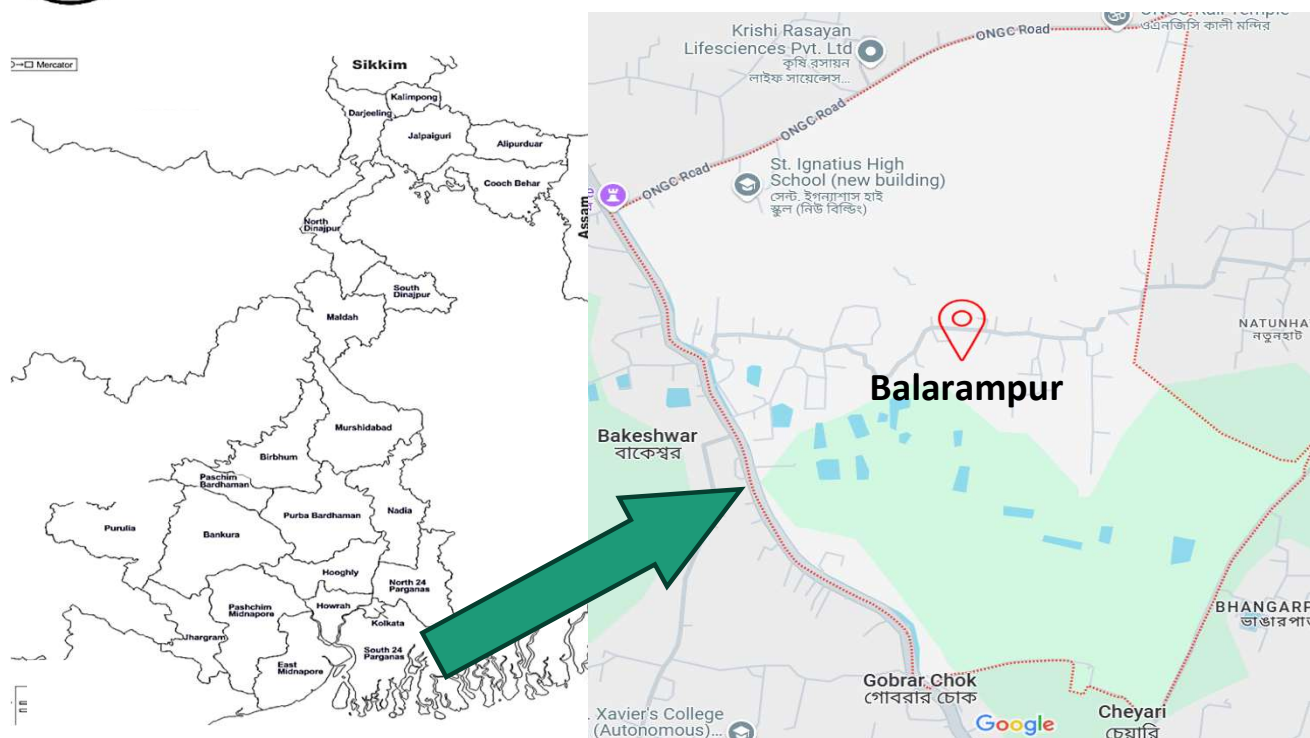 Mercator
Sikkim
Kalimpong
Darjeeling
Jalpaiguri
Alipurduar
Cooch Behar
Assam
North
Dinajpur
South
Dinajpur
Maldah
Murshidabad
Birbhum
Paschim
Bardhaman
Purulia
Bankura
Purba Bardhaman
Nadia
Hooghly
North 24
Parganas
Pashchim
Midnapore
Howrah
Kolkata
Jhargram
South 24
Parganas
East
Midnapore
Krishi Rasayan
Lifesciences Pvt. Ltd
কৃষি রসায়ন
লাইফ সায়েন্সেস...
ONGC Road
ওএনজিসি কালী মন্দির
ONGC Road
ONGC Road
St. Ignatius High
School (new building)
সেন্ট. ইগন্যাশাস হাই
স্কুল (নিউ বিল্ডিং)
NATUNHA
নতুনহাট
Balarampur
Bakeshwar
বাকেশ্বর
BHANGARP
ভাঙারপাড
Gobrar Chok
গোবরার চোক
Xavier's College
(Autonomous)...
Google
Cheyari
চেয়ারি